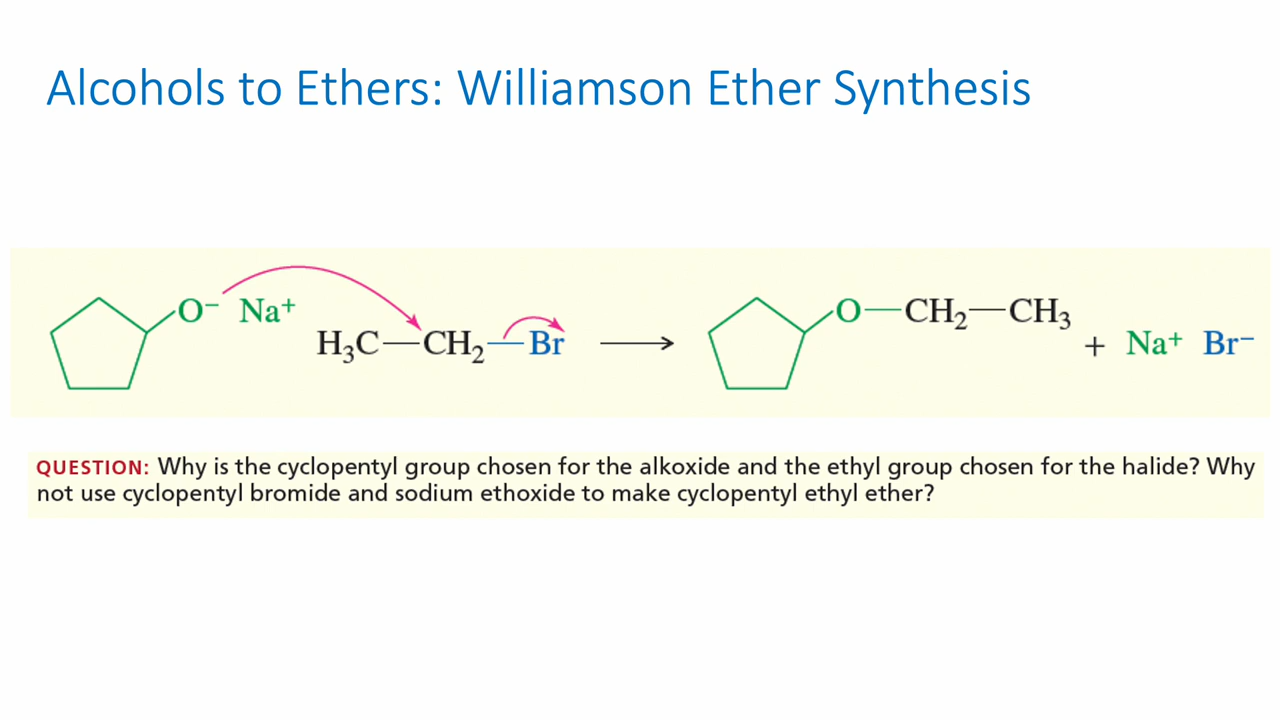 Alcohols to Ethers: Williamson Ether Synthesis
O⁻ Na⁺
H₃C—CH₂—Br
O—CH₂—CH₃
+ Na⁺ Br⁻
QUESTION: Why is the cyclopentyl group chosen for the alkoxide and the ethyl group chosen for the halide? Why
not use cyclopentyl bromide and sodium ethoxide to make cyclopentyl ethyl ether?